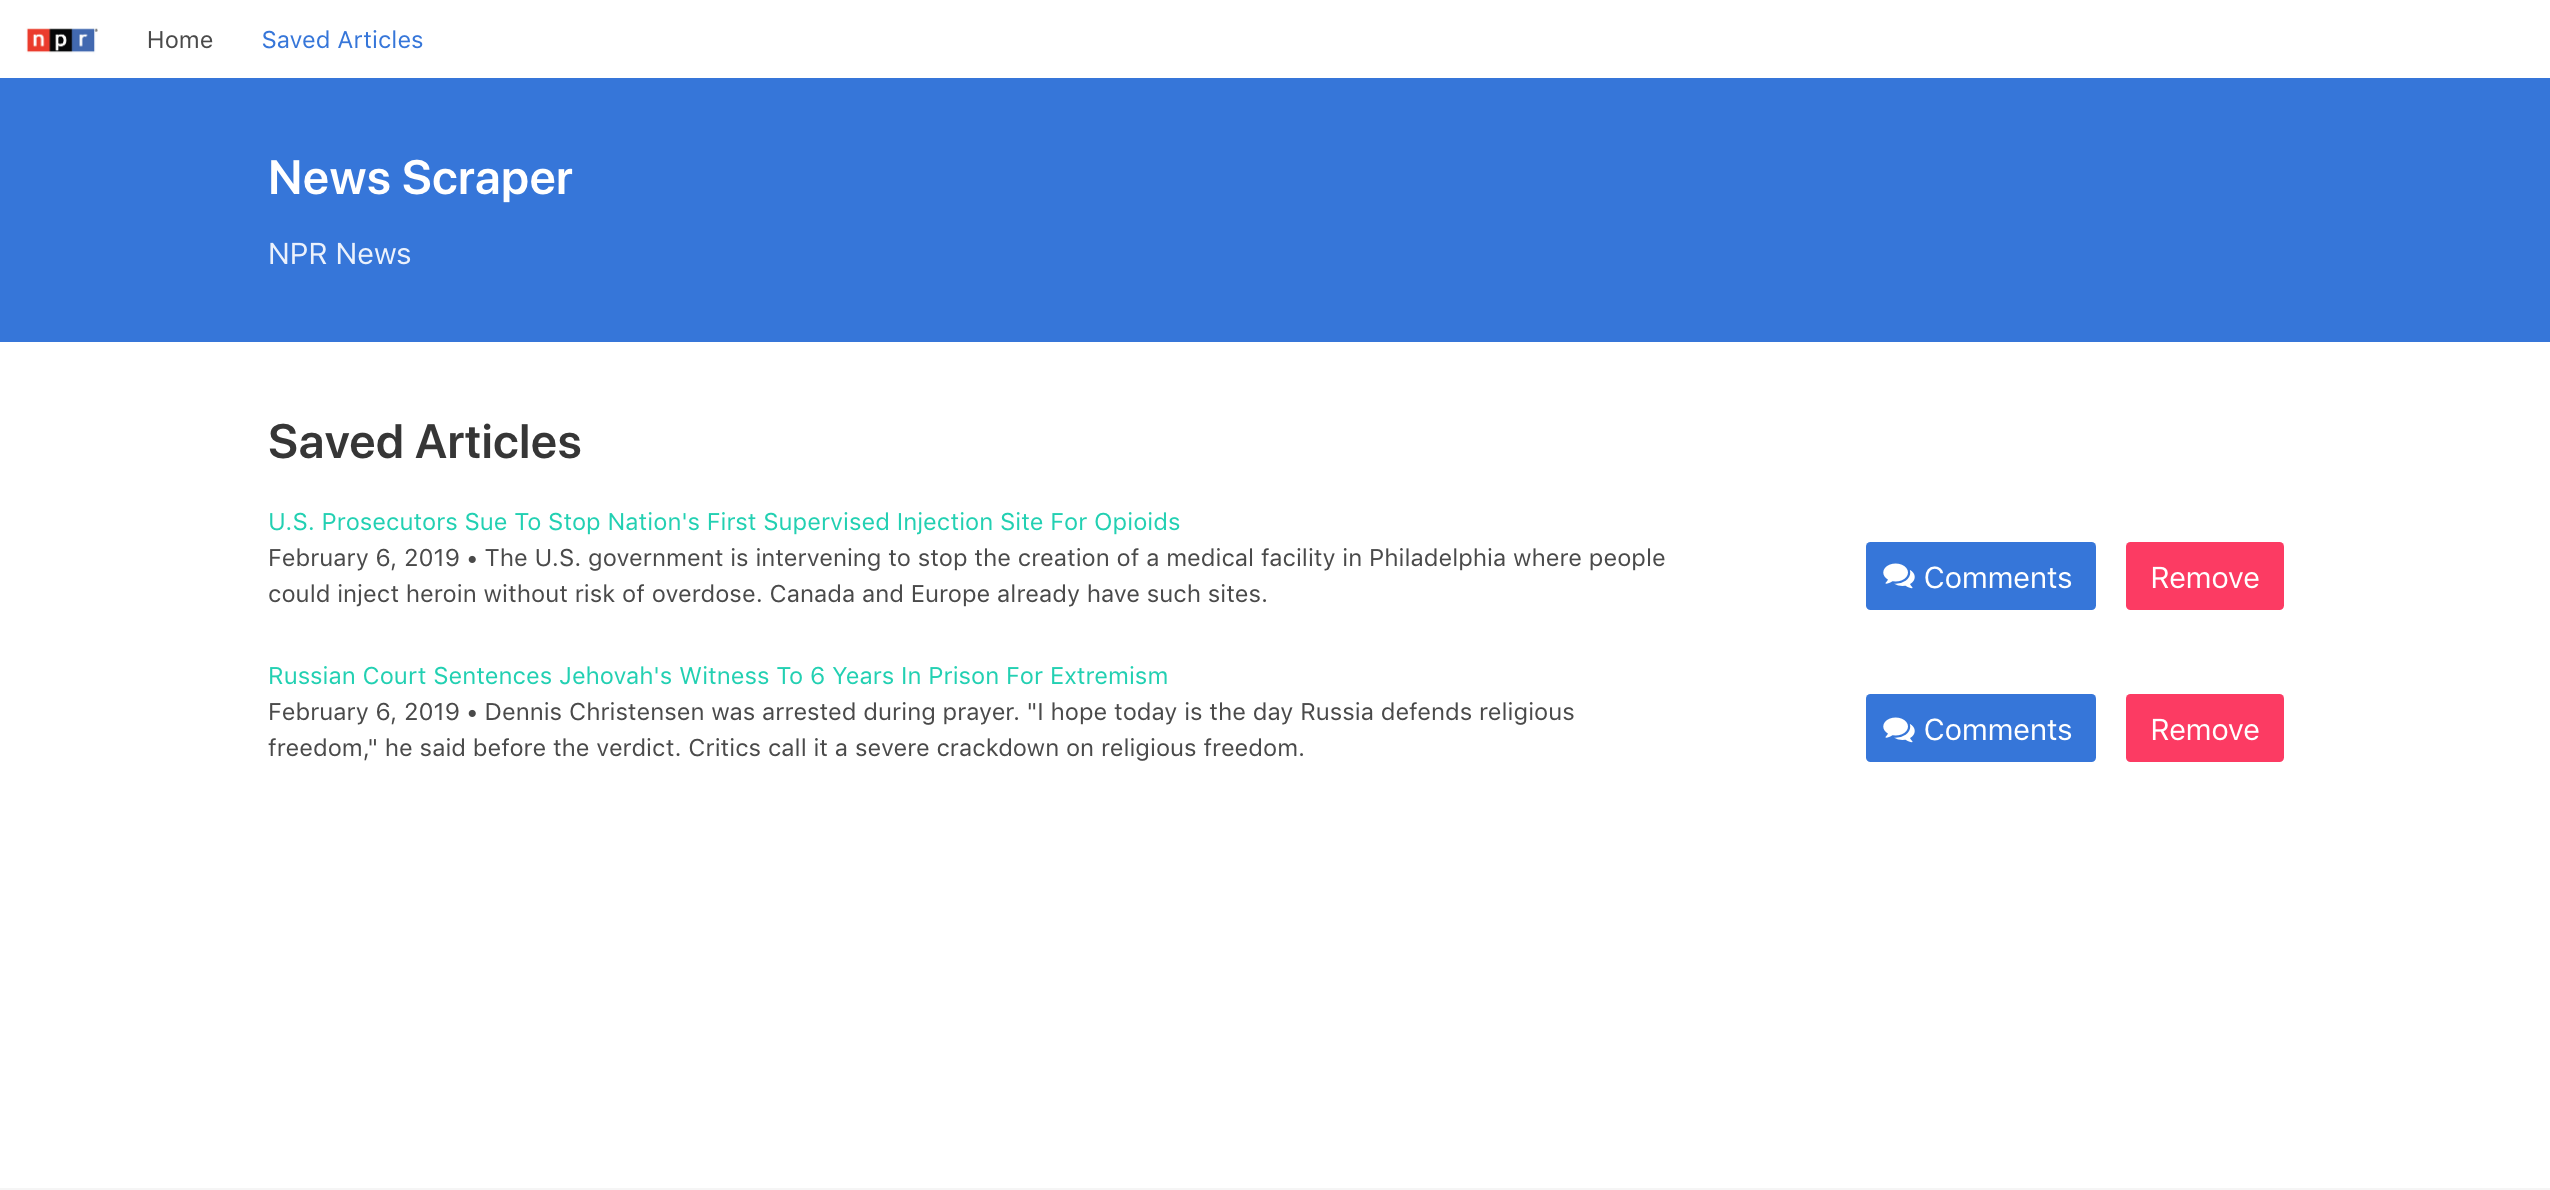 npr Home Saved Articles
News Scraper
NPR News
Saved Articles
U.S. Prosecutors Sue To Stop Nation's First Supervised Injection Site For Opioids
February 6, 2019 • The U.S. government is intervening to stop the creation of a medical facility in Philadelphia where people
could inject heroin without risk of overdose. Canada and Europe already have such sites.
Comments Remove
Russian Court Sentences Jehovah's Witness To 6 Years In Prison For Extremism
February 6, 2019 • Dennis Christensen was arrested during prayer. "I hope today is the day Russia defends religious
freedom," he said before the verdict. Critics call it a severe crackdown on religious freedom.
Comments Remove